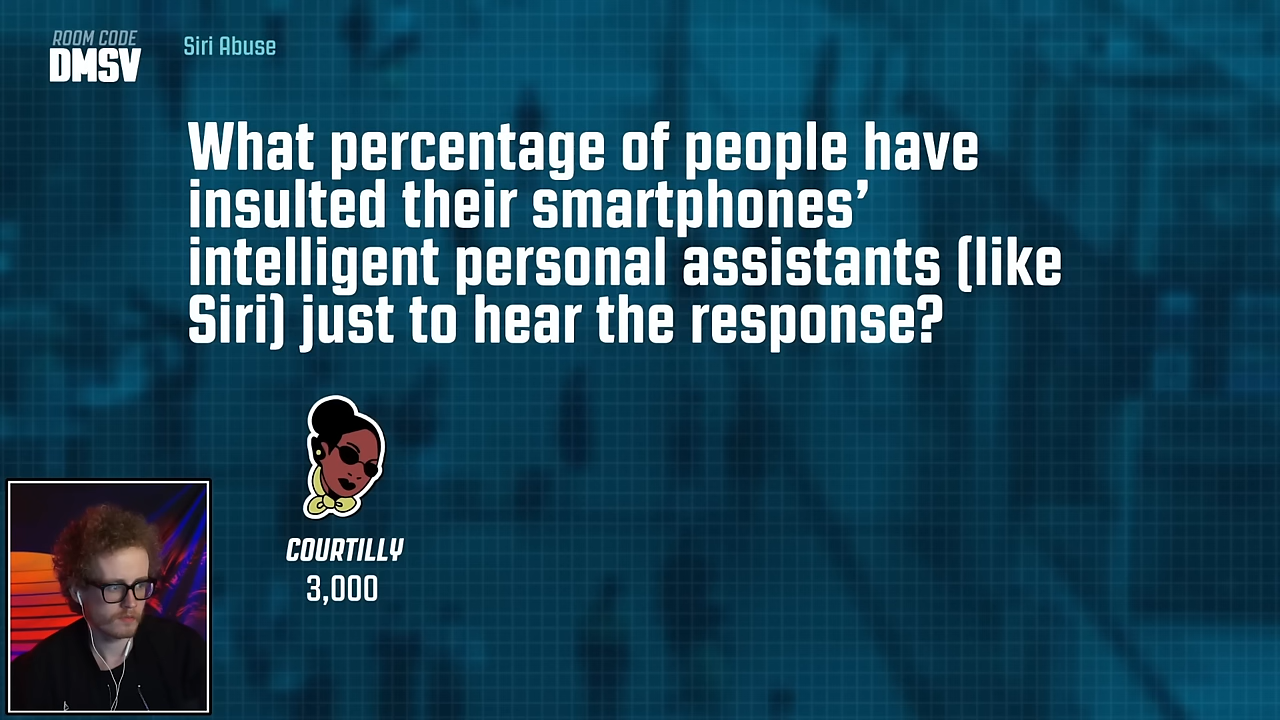 ROOM CODE
DMSV
Siri Abuse
What percentage of people have
insulted their smartphones’
intelligent personal assistants (like
Siri) just to hear the response?
COURTILLY
3,000